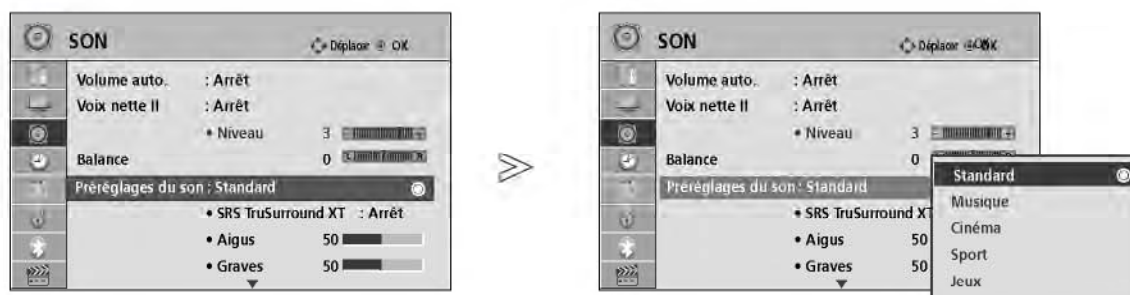 SON
Déplacer OK
Volume auto. : Arrêt
Voix nette II : Arrêt
• Niveau 3 - +
Balance 0 L R
Préréglages du son : Standard
• SRS TruSurround XT : Arrêt
• Aigus 50
• Graves 50
SON
Déplacer
Volume auto. : Arrêt
Voix nette II : Arrêt
• Niveau 3 - +
Balance 0
Préréglages du son : Standard
• SRS TruSurround XT
• Aigus 50
• Graves 50
Standard
Musique
Cinéma
Sport
Jeux